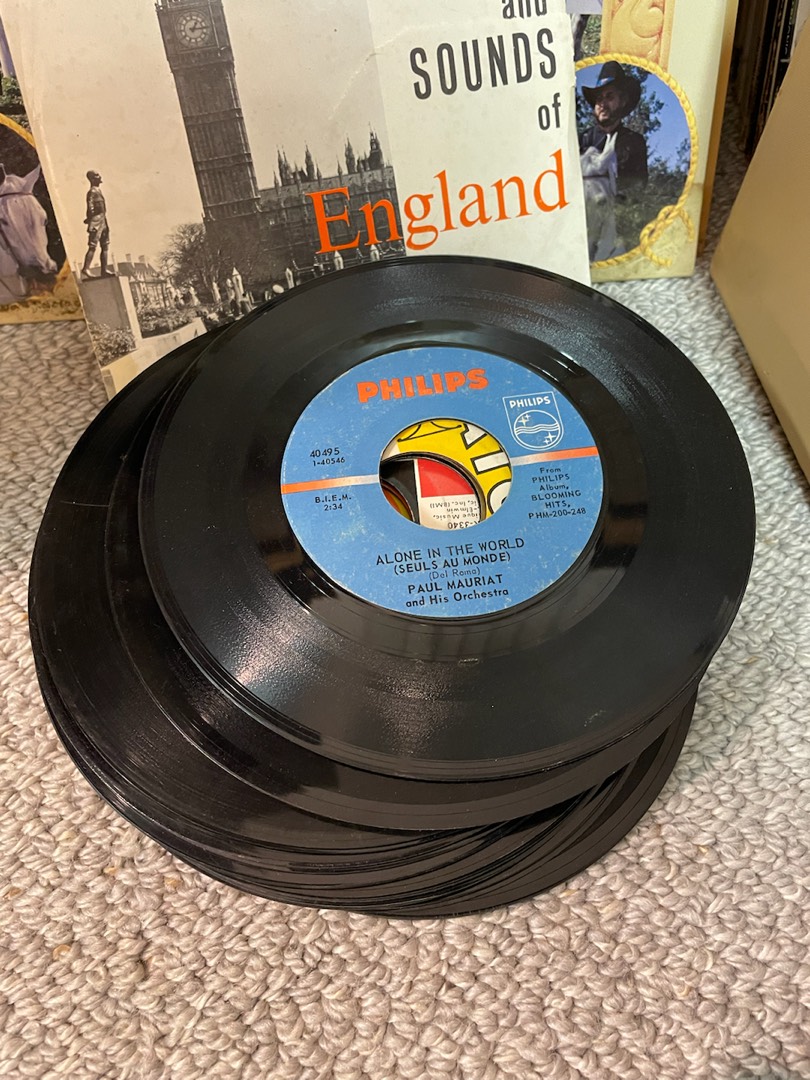 and
SOUNDS
of
England
PHILIPS
PHILIPS
40495
1-40546
B.I.E.M.
2:34
From
PHILIPS
Album,
BLOOMING
HITS,
PHM-200-248
ALONE IN THE WORLD
(SEULS AU MONDE)
(Del Roma)
PAUL MAURIAT
and His Orchestra
3340